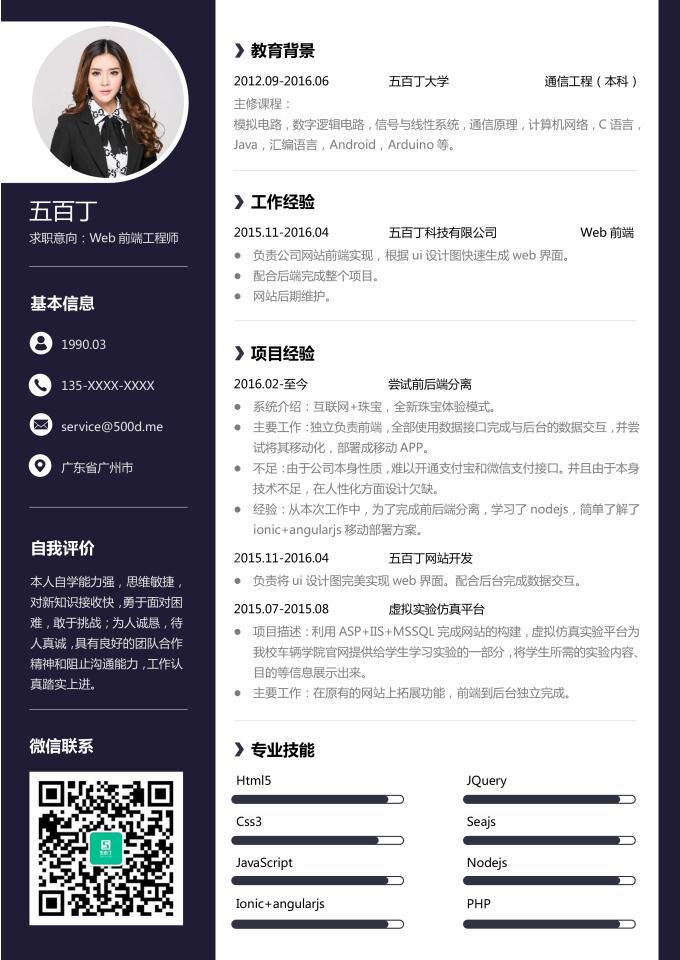 五百丁
求职意向：Web 前端工程师
基本信息
1990.03
135-XXXX-XXXX
service@500d.me
广东省广州市
自我评价
本人自学能力强，思维敏捷，
对新知识接收快，勇于面对困
难，敢于挑战；为人诚恳，待
人真诚，具有良好的团队合作
精神和阻止沟通能力，工作认
真踏实上进。
微信联系
五百丁
教育背景
2012.09-2016.06 五百丁大学 通信工程（本科）
主修课程：
模拟电路，数字逻辑电路，信号与线性系统，通信原理，计算机网络，C 语言，
Java，汇编语言，Android，Arduino 等。
工作经验
2015.11-2016.04 五百丁科技有限公司 Web 前端
● 负责公司网站前端实现，根据 ui 设计图快速生成 web 界面。
● 配合后端完成整个项目。
● 网站后期维护。
项目经验
2016.02-至今 尝试前后端分离
● 系统介绍：互联网+珠宝，全新珠宝体验模式。
● 主要工作：独立负责前端，全部使用数据接口完成与后台的数据交互，并尝
试将其移动化，部署成移动 APP。
● 不足：由于公司本身性质，难以开通支付宝和微信支付接口。并且由于本身
技术不足，在人性化方面设计欠缺。
● 经验：从本次工作中，为了完成前后端分离，学习了 nodejs，简单了解了
ionic+angularjs 移动部署方案。
2015.11-2016.04 五百丁网站开发
● 负责将 ui 设计图完美实现 web 界面。配合后台完成数据交互。
2015.07-2015.08 虚拟实验仿真平台
● 项目描述：利用 ASP+IIS+MSSQL 完成网站的构建，虚拟仿真实验平台为
我校车辆学院官网提供给学生学习实验的一部分，将学生所需的实验内容、
目的等信息展示出来。
● 主要工作：在原有的网站上拓展功能，前端到后台独立完成。
专业技能
Html5 JQuery
Css3 Seajs
JavaScript Nodejs
Ionic+angularjs PHP